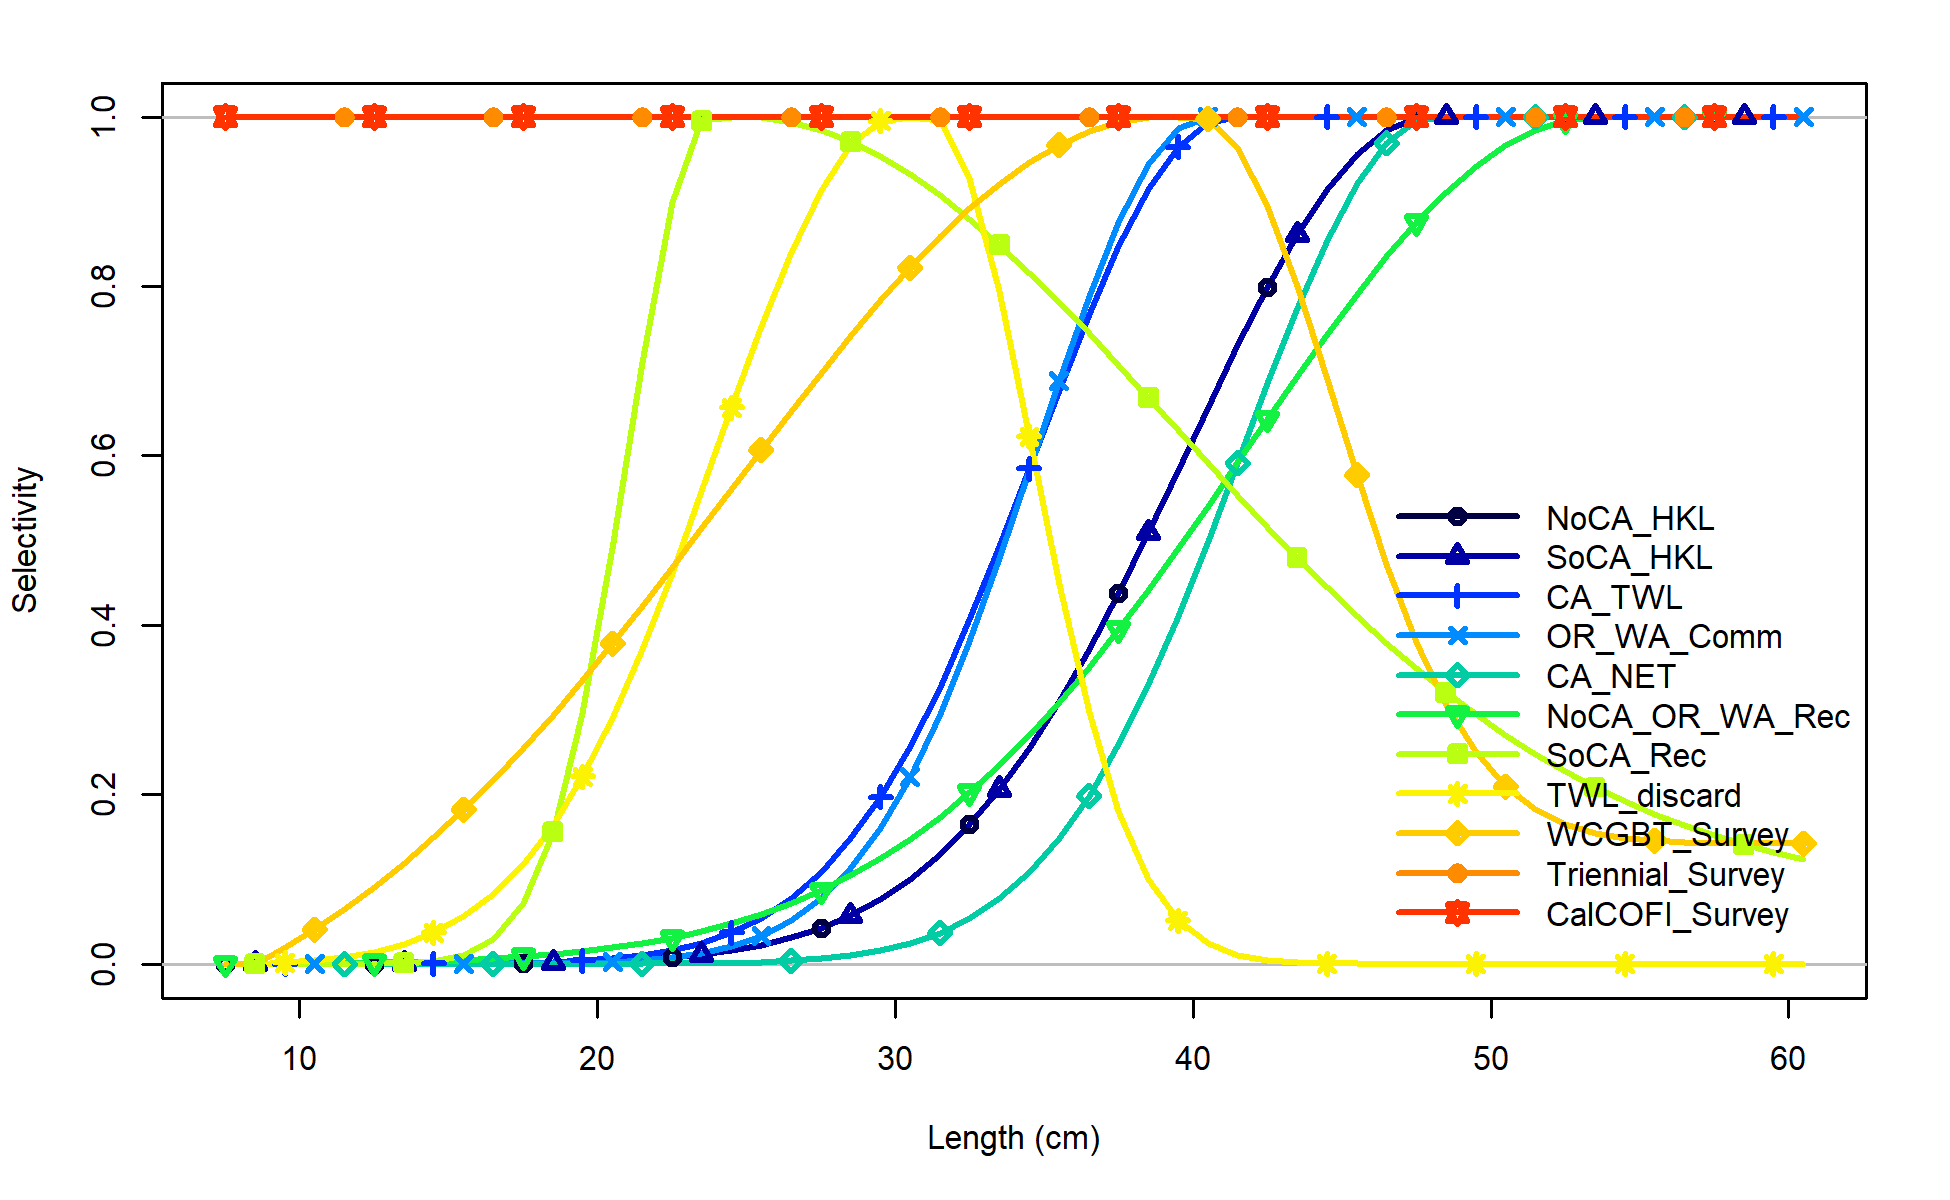 1.0
0.8
0.6
0.4
0.2
0.0
Selectivity
NoCA_HKL
SoCA_HKL
CA_TWL
OR_WA_Comm
CA_NET
NoCA_OR_WA_Rec
SoCA_Rec
TWL_discard
WCGBT_Survey
Triennial_Survey
CalCOFI_Survey
10 20 30 40 50 60
Length (cm)